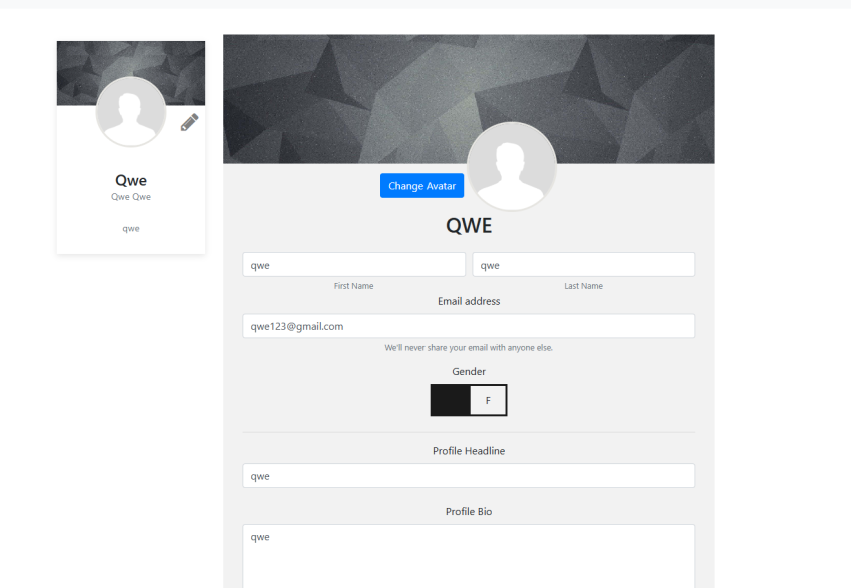 Qwe
Qwe Qwe
qwe
Change Avatar
QWE
qwe qwe
First Name Last Name
Email address
qwe123@gmail.com
We'll never share your email with anyone else.
Gender
F
Profile Headline
qwe
Profile Bio
qwe